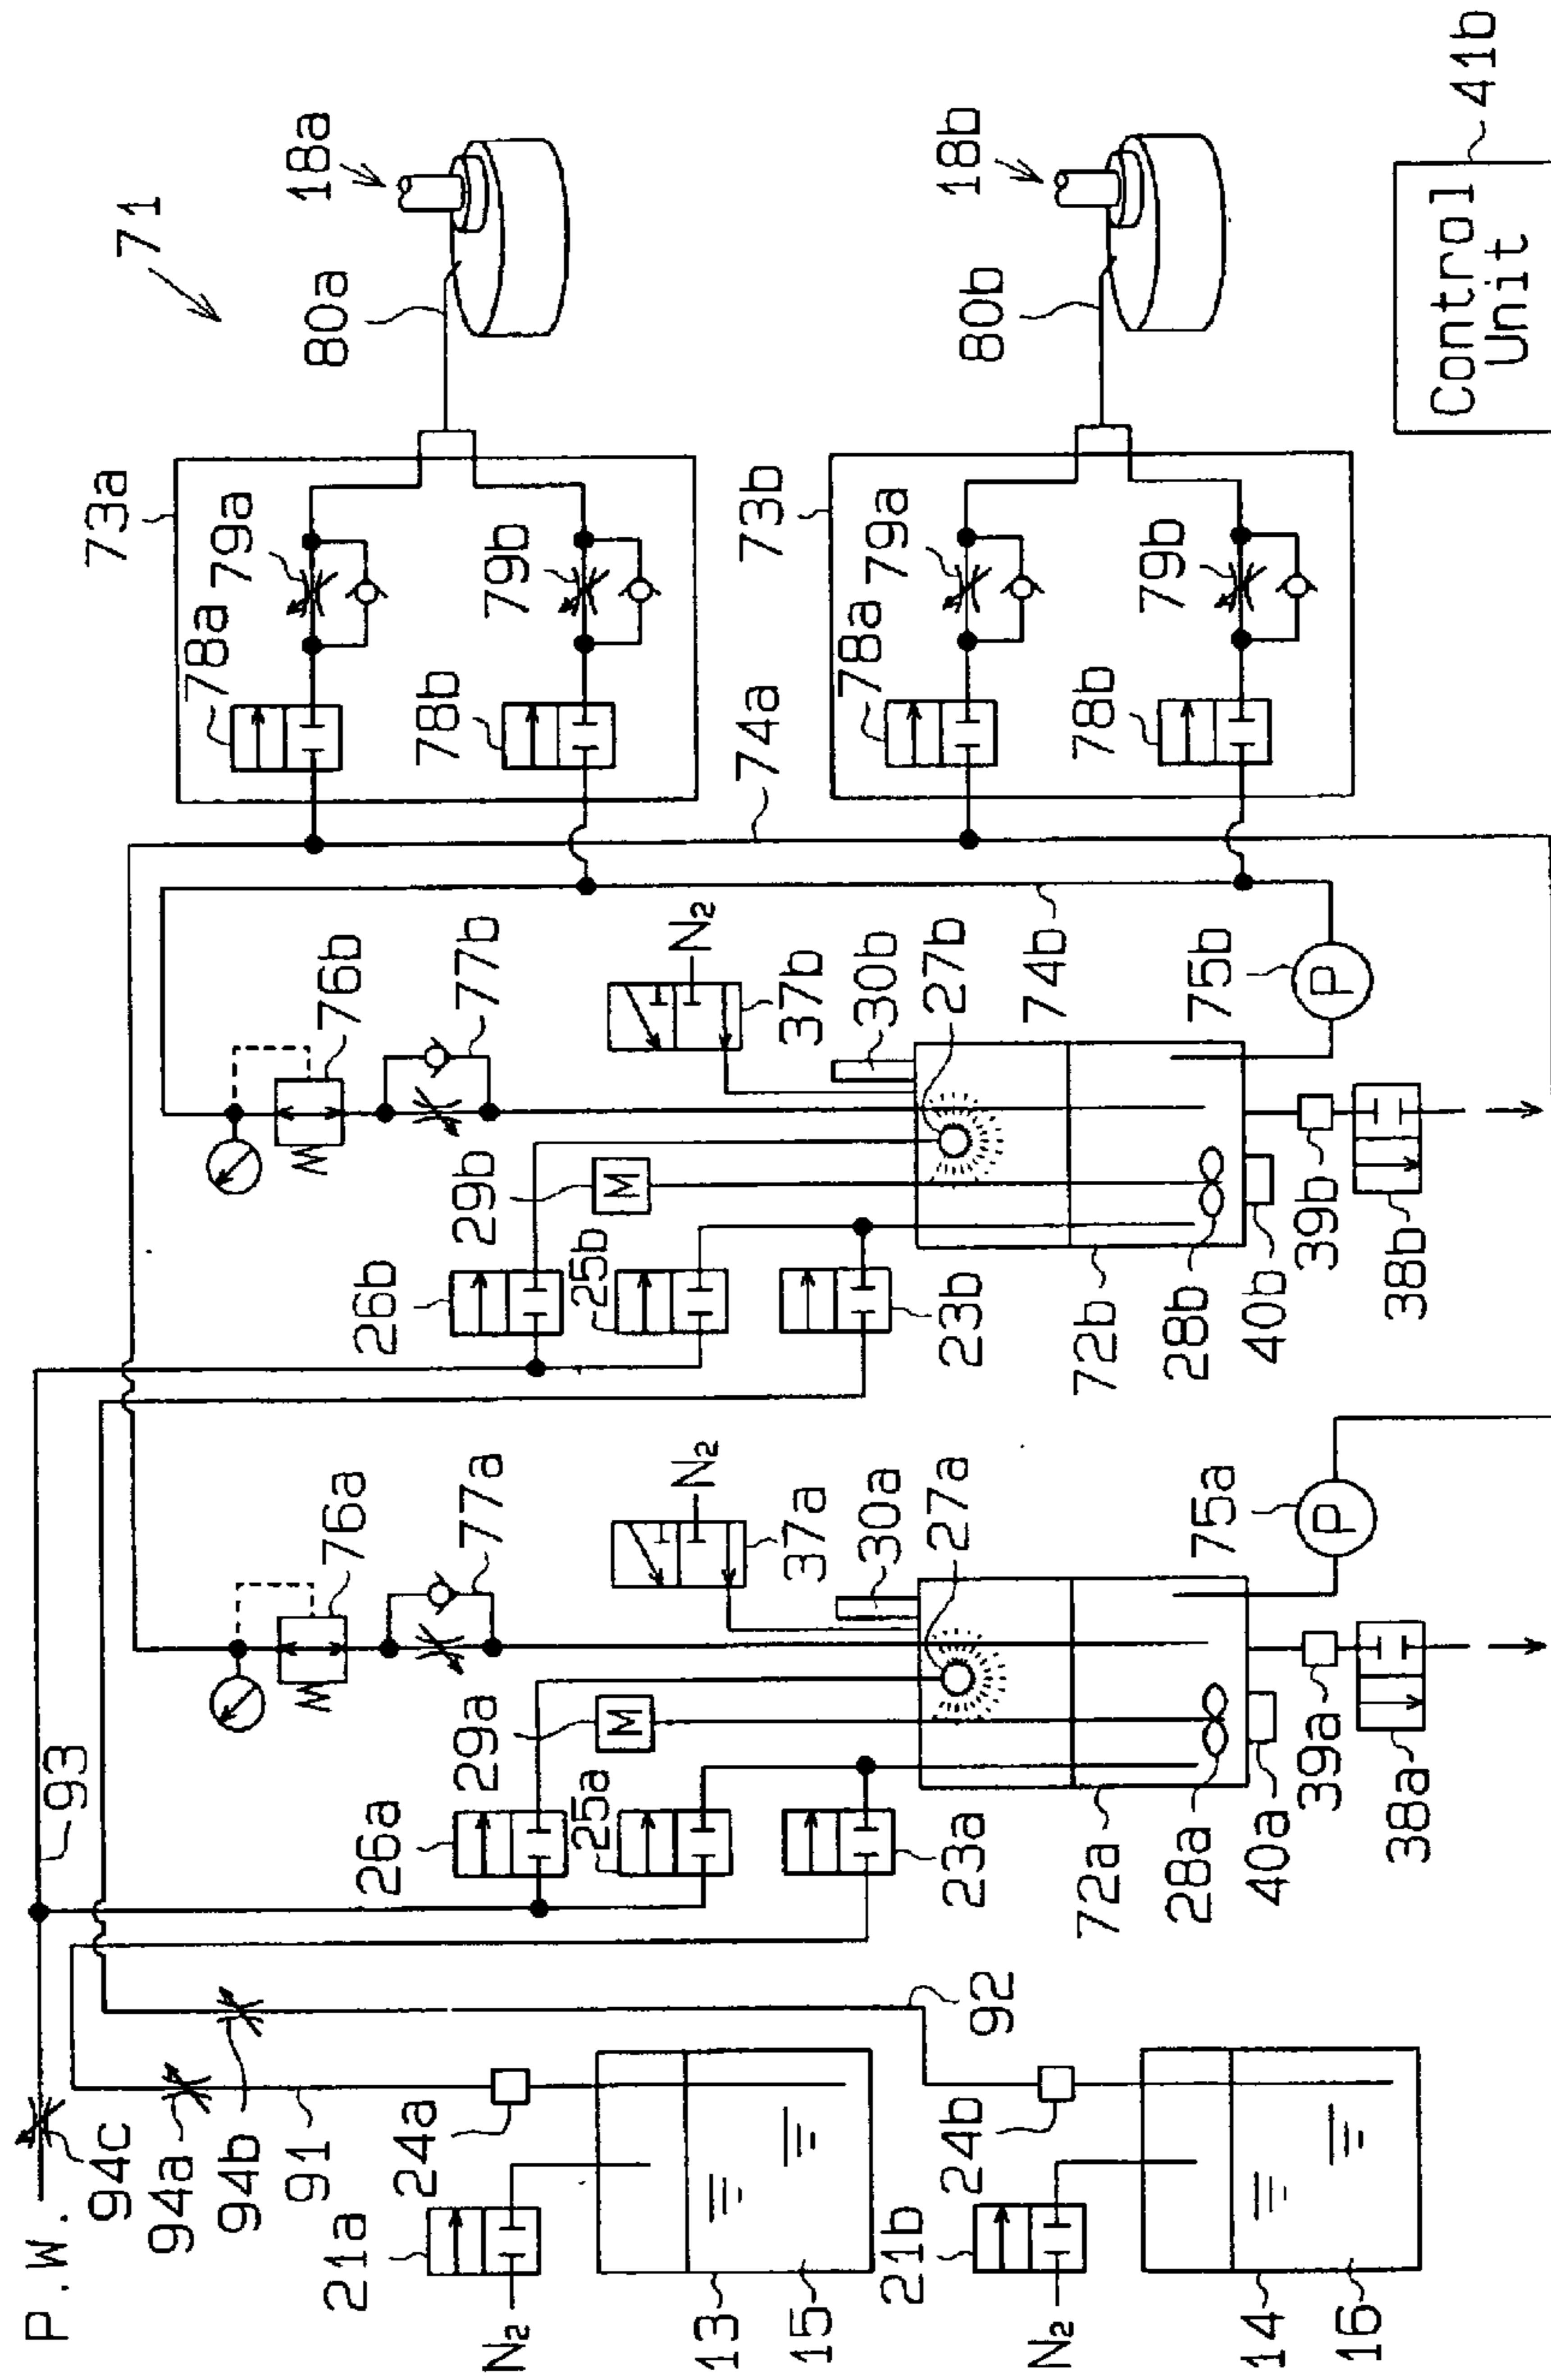 71
18a
80a
73a
79a
78a
79b
78b
18b
80b
73b
79a
78a
79b
78b
Control
Unit
41b
74a
74b
76b
77b
N₂
37b
30b
27b
75b
29b
26b
25b
M
P
23b
72b
28b
40b
39b
38b
76a
77a
N₂
37a
30a
27a
75a
93
29a
26a
25a
M
P
23a
72a
28a
40a
39a
38a
P.W.
94c
94a
94b
91
92
24a
21a
N₂
13
15
24b
21b
N₂
14
16